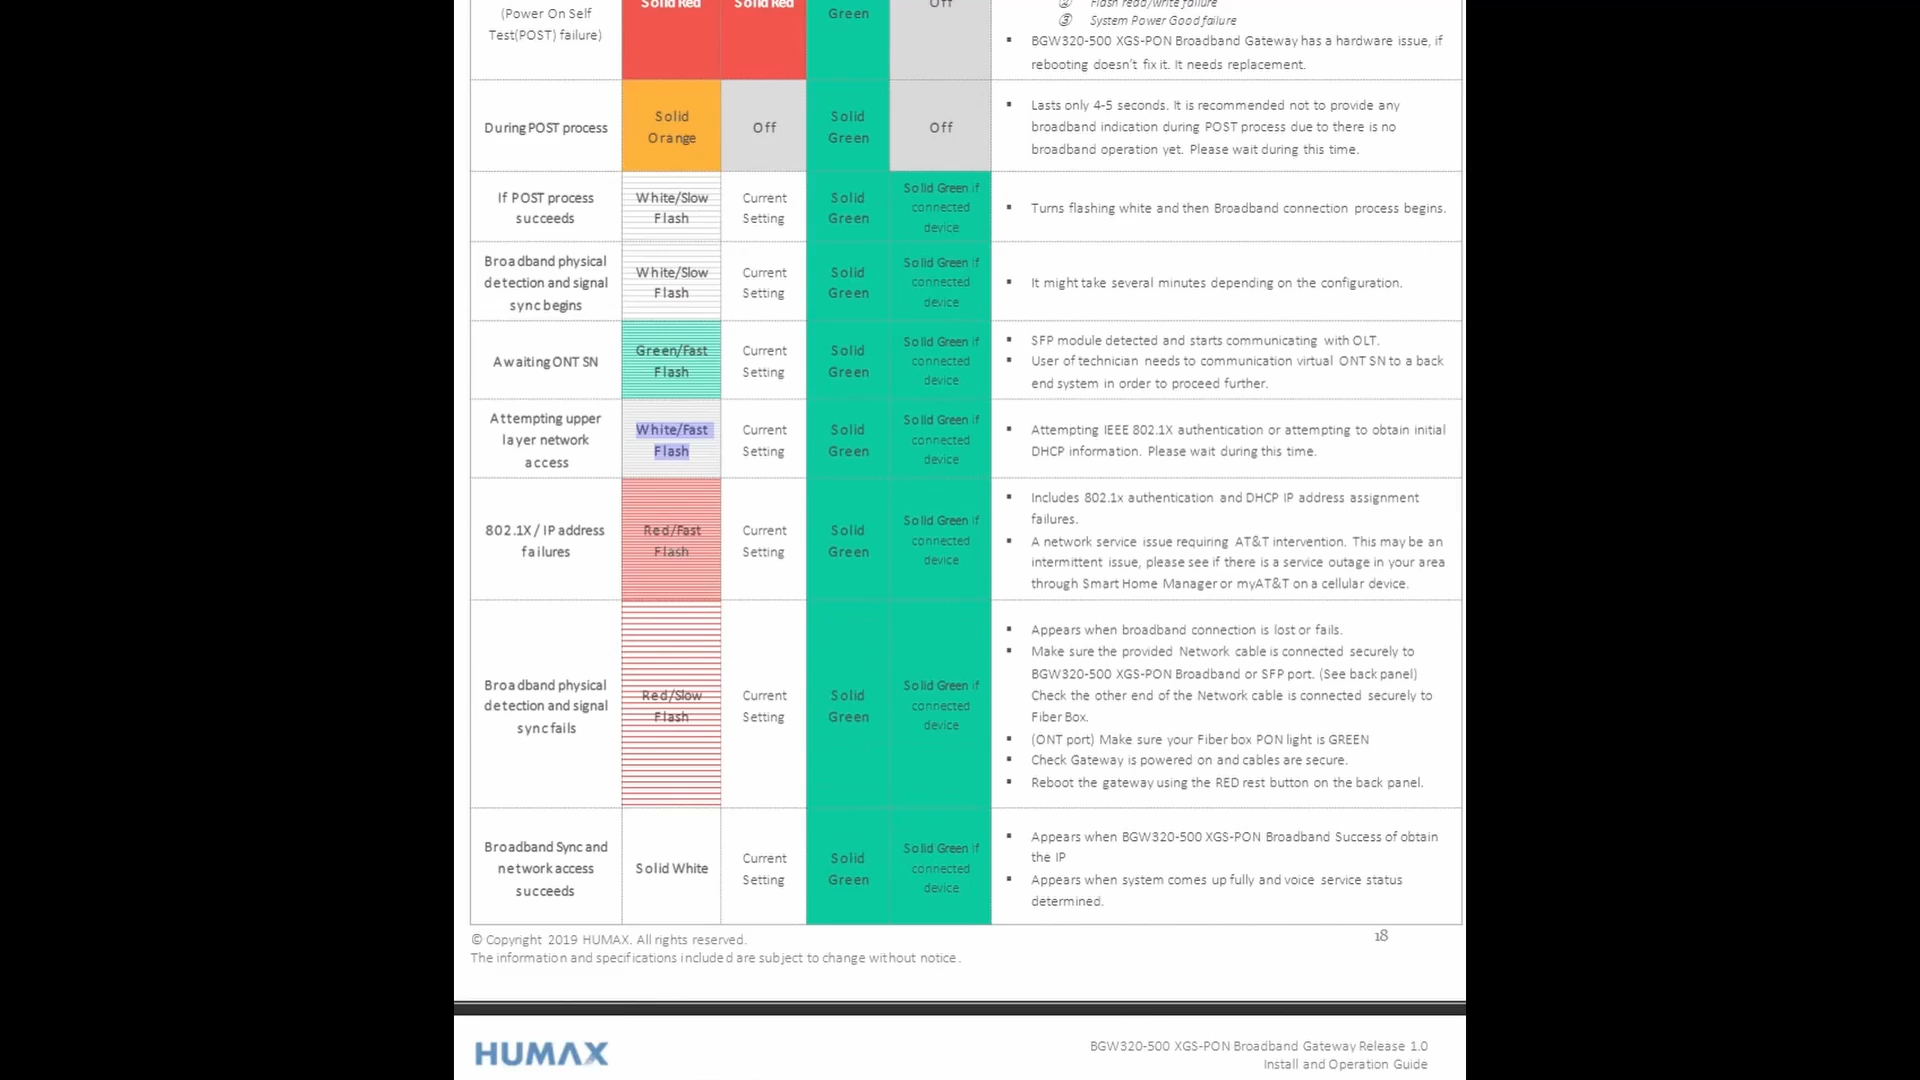 Solid Red
Solid Red
Off
Flash read/write failure
(Power On Self
Green
③ System Power Good failure
Test(POST) failure)
▪ BGW320-500 XGS-PON Broadband Gateway has a hardware issue, if
rebooting doesn't fix it. It needs replacement.
During POST process
Solid
Orange
Off
Solid
Green
Off
▪ Lasts only 4-5 seconds. It is recommended not to provide any
broadband indication during POST process due to there is no
broadband operation yet. Please wait during this time.
If POST process
succeeds
White/Slow
Flash
Current
Setting
Solid
Green
Solid Green if
connected
device
▪ Turns flashing white and then Broadband connection process begins.
Broadband physical
detection and signal
sync begins
White/Slow
Flash
Current
Setting
Solid
Green
Solid Green if
connected
device
▪ It might take several minutes depending on the configuration.
Awaiting ONT SN
Green/Fast
Flash
Current
Setting
Solid
Green
Solid Green if
connected
device
▪ SFP module detected and starts communicating with OLT.
▪ User of technician needs to communication virtual ONT SN to a back
end system in order to proceed further.
Attempting upper
layer network
access
White/Fast
Flash
Current
Setting
Solid
Green
Solid Green if
connected
device
▪ Attempting IEEE 802.1X authentication or attempting to obtain initial
DHCP information. Please wait during this time.
802.1X / IP address
failures
Red/Fast
Flash
Current
Setting
Solid
Green
Solid Green if
connected
device
▪ Includes 802.1x authentication and DHCP IP address assignment
failures.
▪ A network service issue requiring AT&T intervention. This may be an
intermittent issue, please see if there is a service outage in your area
through Smart Home Manager or myAT&T on a cellular device.
Broadband physical
detection and signal
sync fails
Red/Slow
Flash
Current
Setting
Solid
Green
Solid Green if
connected
device
▪ Appears when broadband connection is lost or fails.
▪ Make sure the provided Network cable is connected securely to
BGW320-500 XGS-PON Broadband or SFP port. (See back panel)
Check the other end of the Network cable is connected securely to
Fiber Box.
▪ (ONT port) Make sure your Fiber box PON light is GREEN
▪ Check Gateway is powered on and cables are secure.
▪ Reboot the gateway using the RED rest button on the back panel.
Broadband Sync and
network access
succeeds
Solid White
Current
Setting
Solid
Green
Solid Green if
connected
device
▪ Appears when BGW320-500 XGS-PON Broadband Success of obtain
the IP
▪ Appears when system comes up fully and voice service status
determined.
© Copyright 2019 HUMAX. All rights reserved.
18
The information and specifications included are subject to change without notice.
HUMAX
BGW320-500 XGS-PON Broadband Gateway Release 1.0
Install and Operation Guide